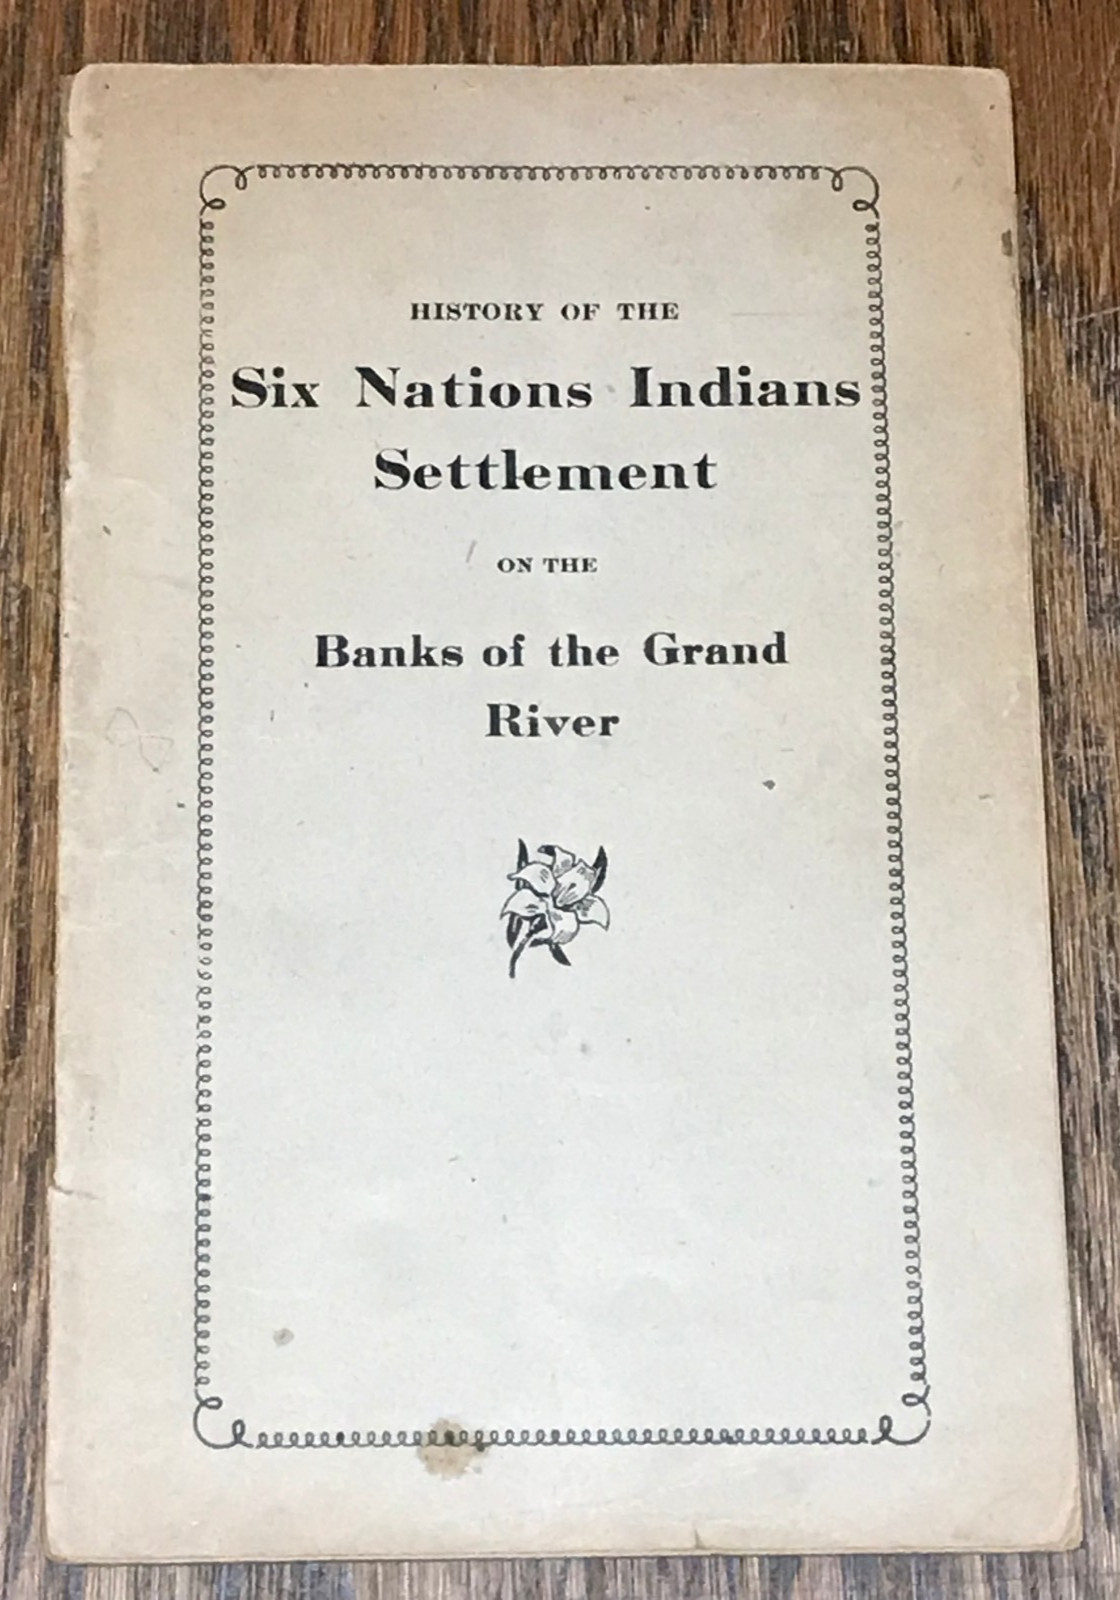 HISTORY OF THE
Six Nations Indians
Settlement
ON THE
Banks of the Grand
River